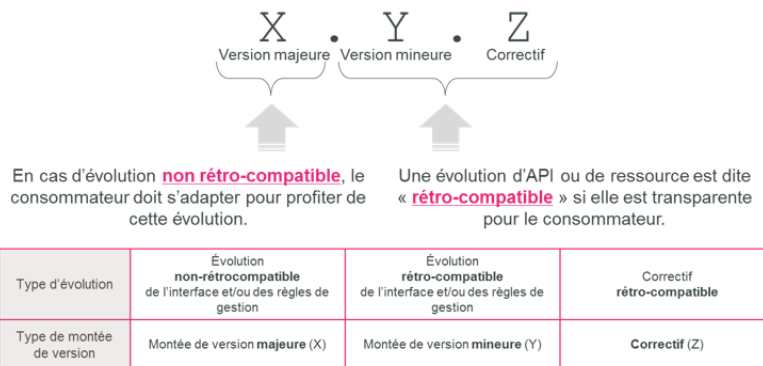 X . Y . Z
Version majeure Version mineure Correctif
En cas d’évolution non rétro-compatible, le
consommateur doit s’adapter pour profiter de
cette évolution.
Une évolution d’API ou de ressource est dite
« rétro-compatible » si elle est transparente
pour le consommateur.
Type d’évolution
Évolution
non-rétrocompatible
de l’interface et/ou des règles de
gestion
Évolution
rétro-compatible
de l’interface et/ou des règles de
gestion
Correctif
rétro-compatible
Type de montée
de version
Montée de version majeure (X)
Montée de version mineure (Y)
Correctif (Z)